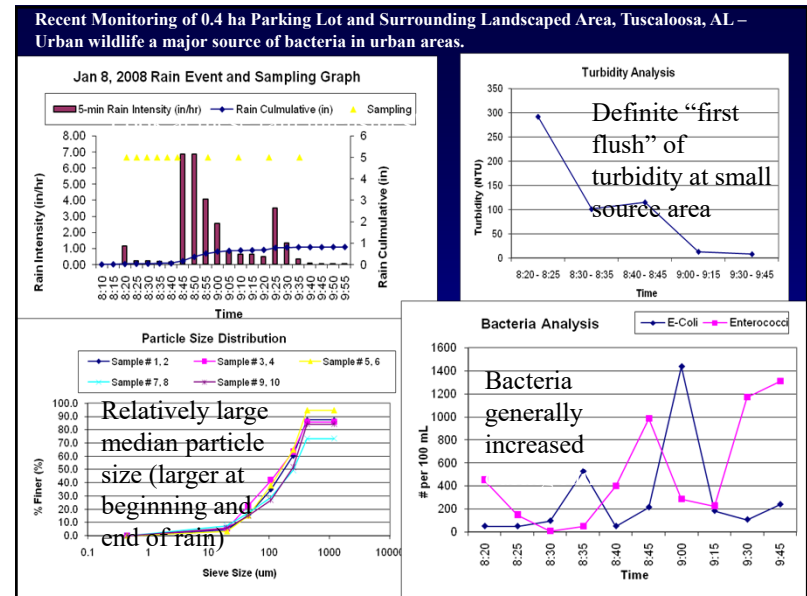 Recent Monitoring of 0.4 ha Parking Lot and Surrounding Landscaped Area, Tuscaloosa, AL –
Urban wildlife a major source of bacteria in urban areas.
Jan 8, 2008 Rain Event and Sampling Graph
5-min Rain Intensity (in/hr) Rain Culmulative (in) Sampling
Rain Intensity (in/hr)
8.00
7.00
6.00
5.00
4.00
3.00
2.00
1.00
0.00
6
5
4
3
2
1
0
Rain Cumulative (in)
8:10 8:15 8:20 8:25 8:30 8:35 8:40 8:45 8:50 8:55 9:00 9:05 9:10 9:15 9:20 9:25 9:30 9:35 9:40 9:45 9:50 9:55
Time
Turbidity Analysis
Turbidity (NTU)
350
300
250
200
150
100
50
0
Definite “first
flush” of
turbidity at small
source area
8:20 - 8:25 8:30 - 8:35 8:40 - 8:45 9:00 - 9:15 9:30 - 9:45
Time
Particle Size Distribution
Sample # 1, 2 Sample # 3, 4 Sample # 5, 6
Sample # 7, 8 Sample # 9, 10
% Finer (%)
100.0
90.0
80.0
70.0
60.0
50.0
40.0
30.0
20.0
10.0
0.0
Relatively large
median particle
size (larger at
beginning and
end of rain)
0.1 1 10 100 1000 10000
Sieve Size (um)
Bacteria Analysis
E-Coli Enterococci
# per 100 mL
1600
1400
1200
1000
800
600
400
200
0
Bacteria
generally
increased
8:20 8:25 8:30 8:35 8:40 8:45 9:00 9:15 9:30 9:45
Time